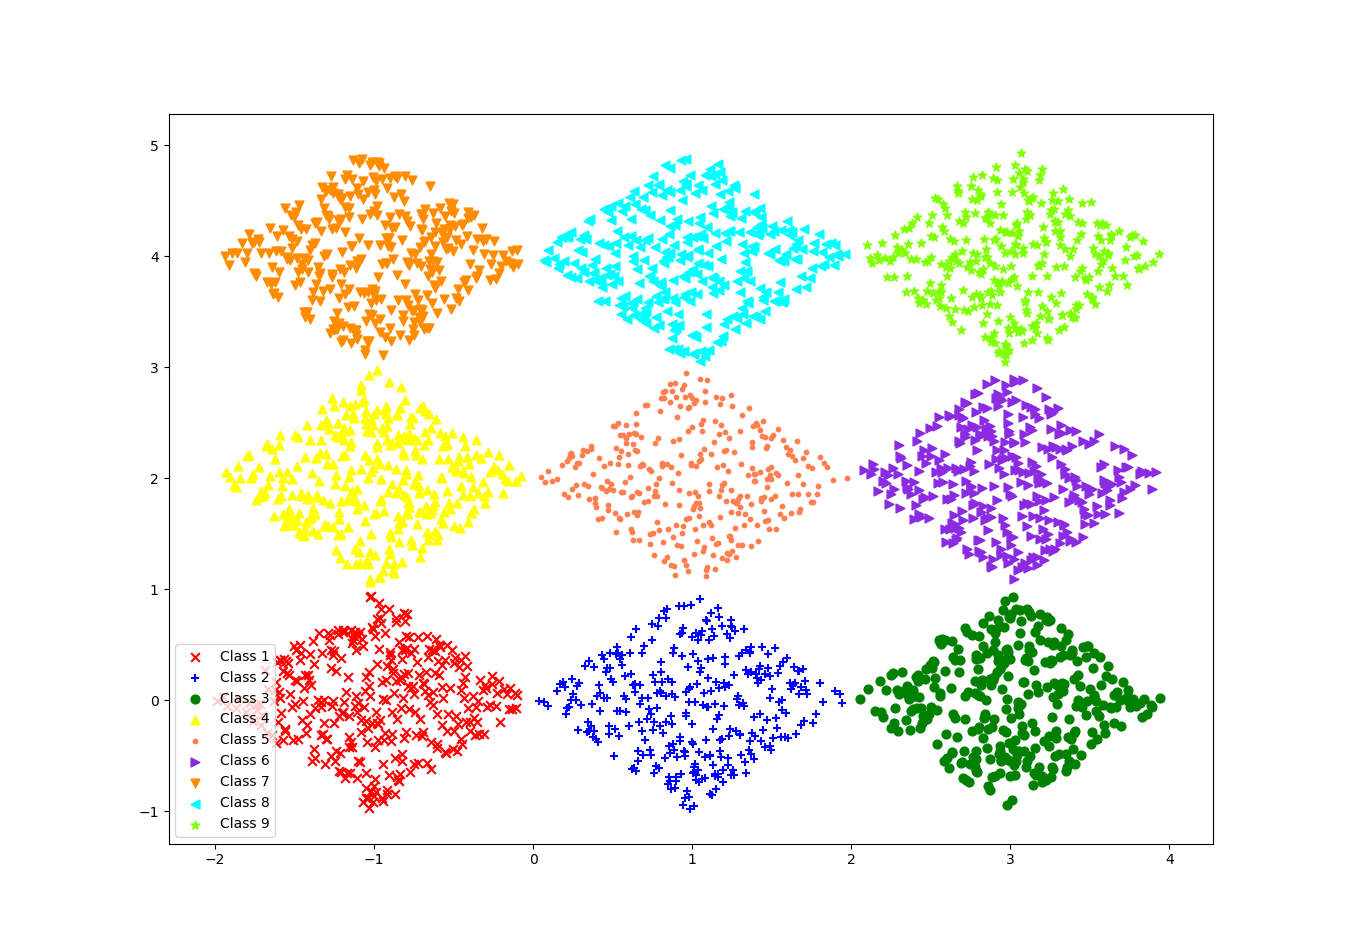 5
4
3
2
1
0
−1
Class 1
Class 2
Class 3
Class 4
Class 5
Class 6
Class 7
Class 8
Class 9
−2 −1 0 1 2 3 4